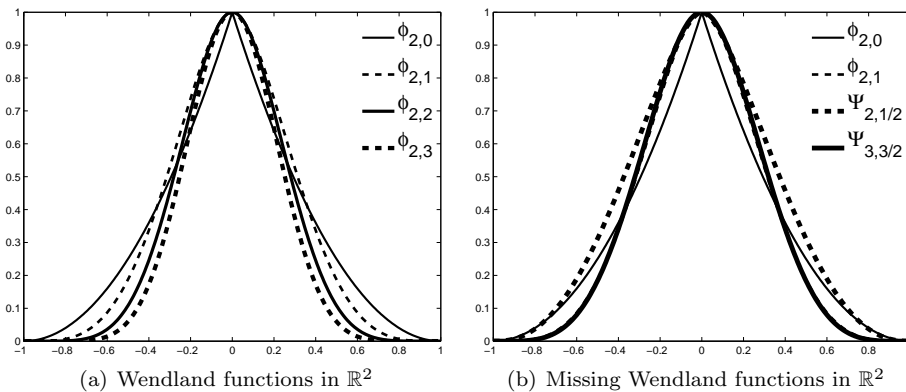 1
0.9
0.8
0.7
0.6
0.5
0.4
0.3
0.2
0.1
0
−1 −0.8 −0.6 −0.4 −0.2 0 0.2 0.4 0.6 0.8 1
ϕ2,0
ϕ2,1
ϕ2,2
ϕ2,3
(a) Wendland functions in ℝ²
1
0.9
0.8
0.7
0.6
0.5
0.4
0.3
0.2
0.1
0
−1 −0.8 −0.6 −0.4 −0.2 0 0.2 0.4 0.6 0.8 1
ϕ2,0
ϕ2,1
Ψ2,1/2
Ψ3,3/2
(b) Missing Wendland functions in ℝ²